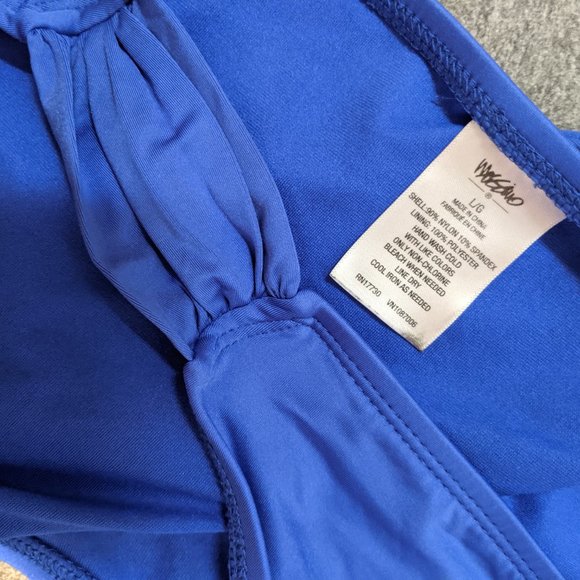 MOSSIMO
®
L/G
MADE IN CHINA
FABRIQUÉ EN CHINE
SHELL:90% NYLON 10% SPANDEX
LINING: 100% POLYESTER
HAND WASH COLD
WITH LIKE COLORS
ONLY NON-CHLORINE
BLEACH WHEN NEEDED
LINE DRY
COOL IRON AS NEEDED
RN17730 VN1087006